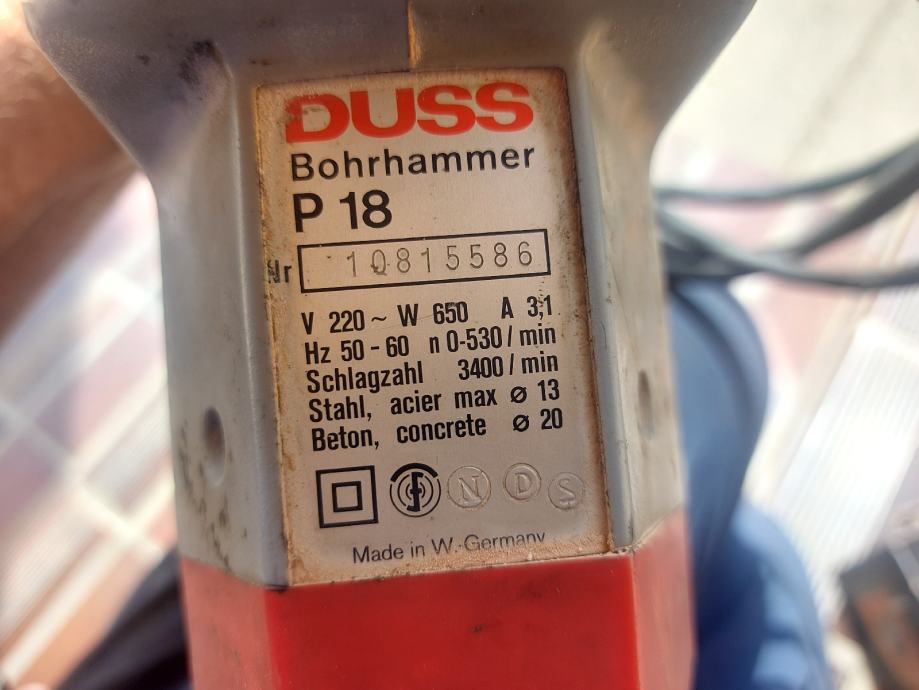 DUSS
Bohrhammer
P 18
Nr 10815586
V 220 ~ W 650 A 3,1
Hz 50 - 60 n 0-530 / min
Schlagzahl 3400 / min
Stahl, acier max ⌀ 13
Beton, concrete ⌀ 20
N D S
Made in W.-Germany